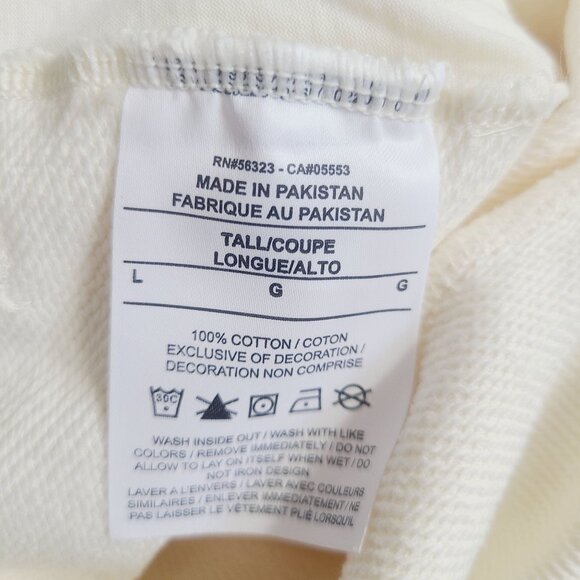 RN#56323 - CA#05553
MADE IN PAKISTAN
FABRIQUE AU PAKISTAN
TALL/COUPE
LONGUE/ALTO
L G G
100% COTTON / COTON
EXCLUSIVE OF DECORATION /
DECORATION NON COMPRISE
30C
WASH INSIDE OUT / WASH WITH LIKE
COLORS / REMOVE IMMEDIATELY / DO NOT
ALLOW TO LAY ON ITSELF WHEN WET / DO
NOT IRON DESIGN
LAVER A L'ENVERS / LAVER AVEC COULEURS
SIMILAIRES / ENLEVER IMMÉDIATEMENT / NE
PAS LAISSER LE VÊTEMENT PLIÉ LORSQU'IL